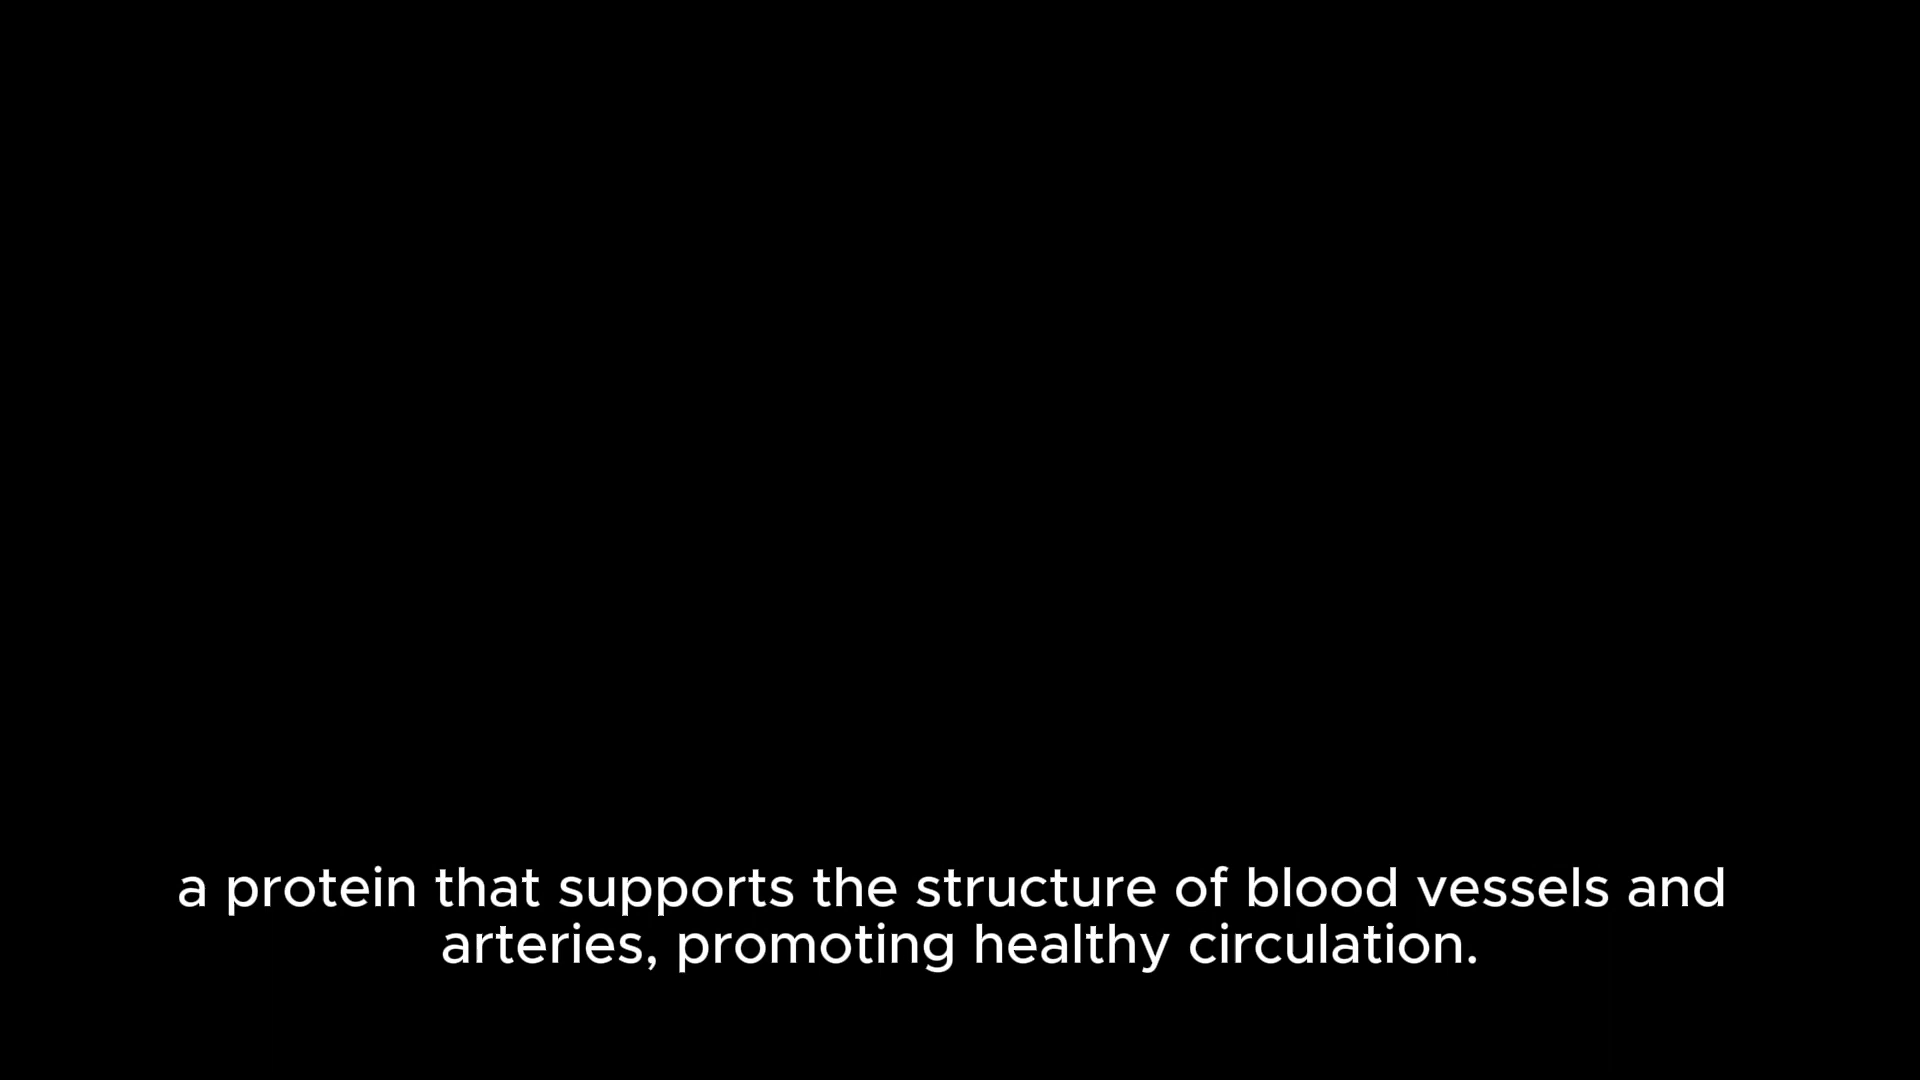 a protein that supports the structure of blood vessels and
arteries, promoting healthy circulation.